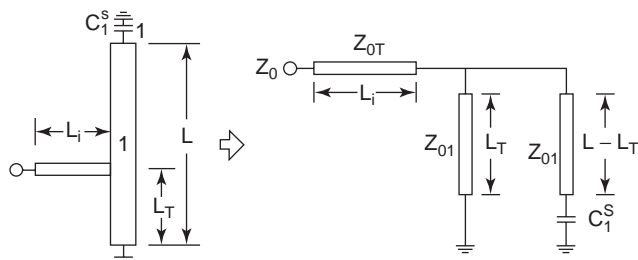 C₁ˢ 1
Lᵢ
1
L
L_T
Z₀
Z₀T
Lᵢ
Z₀₁
L_T
Z₀₁
L – L_T
C₁ˢ